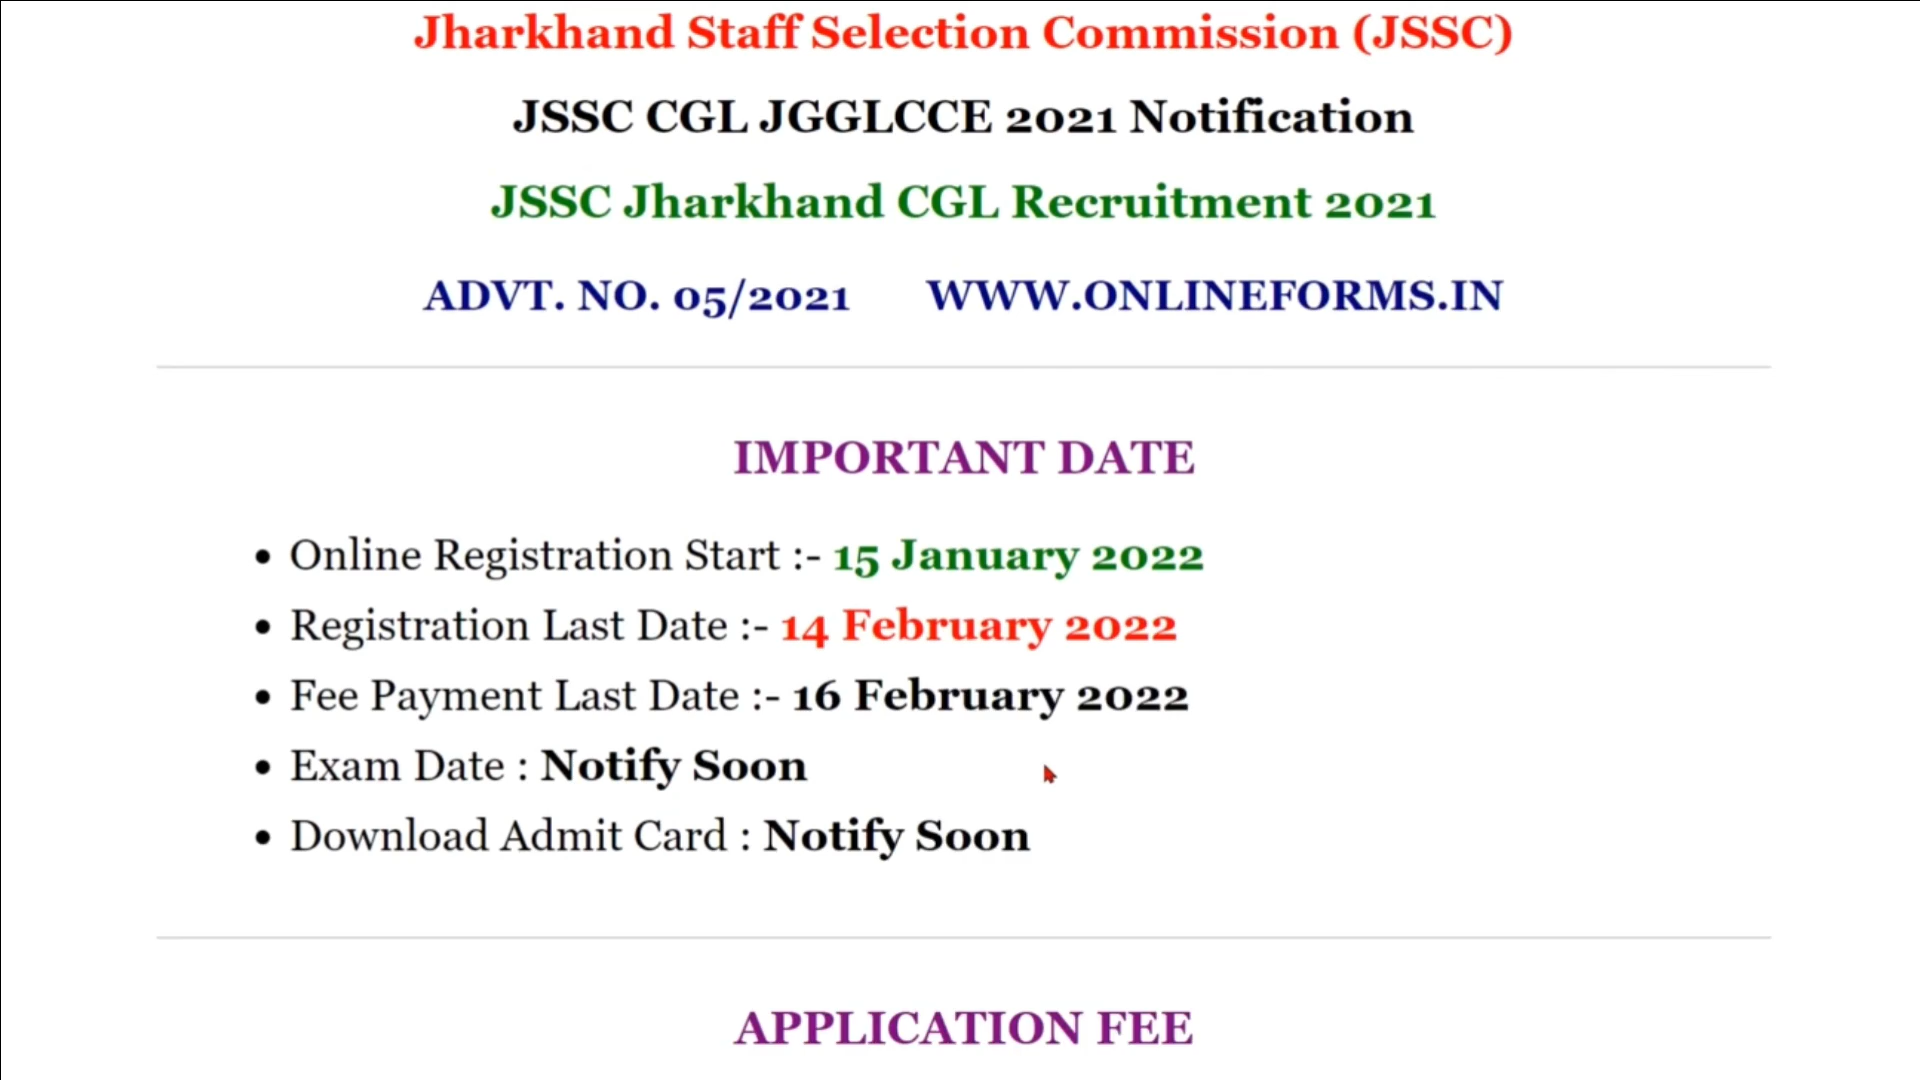 Jharkhand Staff Selection Commission (JSSC)
JSSC CGL JGGLCCE 2021 Notification
JSSC Jharkhand CGL Recruitment 2021
ADVT. NO. 05/2021 WWW.ONLINEFORMS.IN
IMPORTANT DATE
• Online Registration Start :- 15 January 2022
• Registration Last Date :- 14 February 2022
• Fee Payment Last Date :- 16 February 2022
• Exam Date : Notify Soon
• Download Admit Card : Notify Soon
APPLICATION FEE